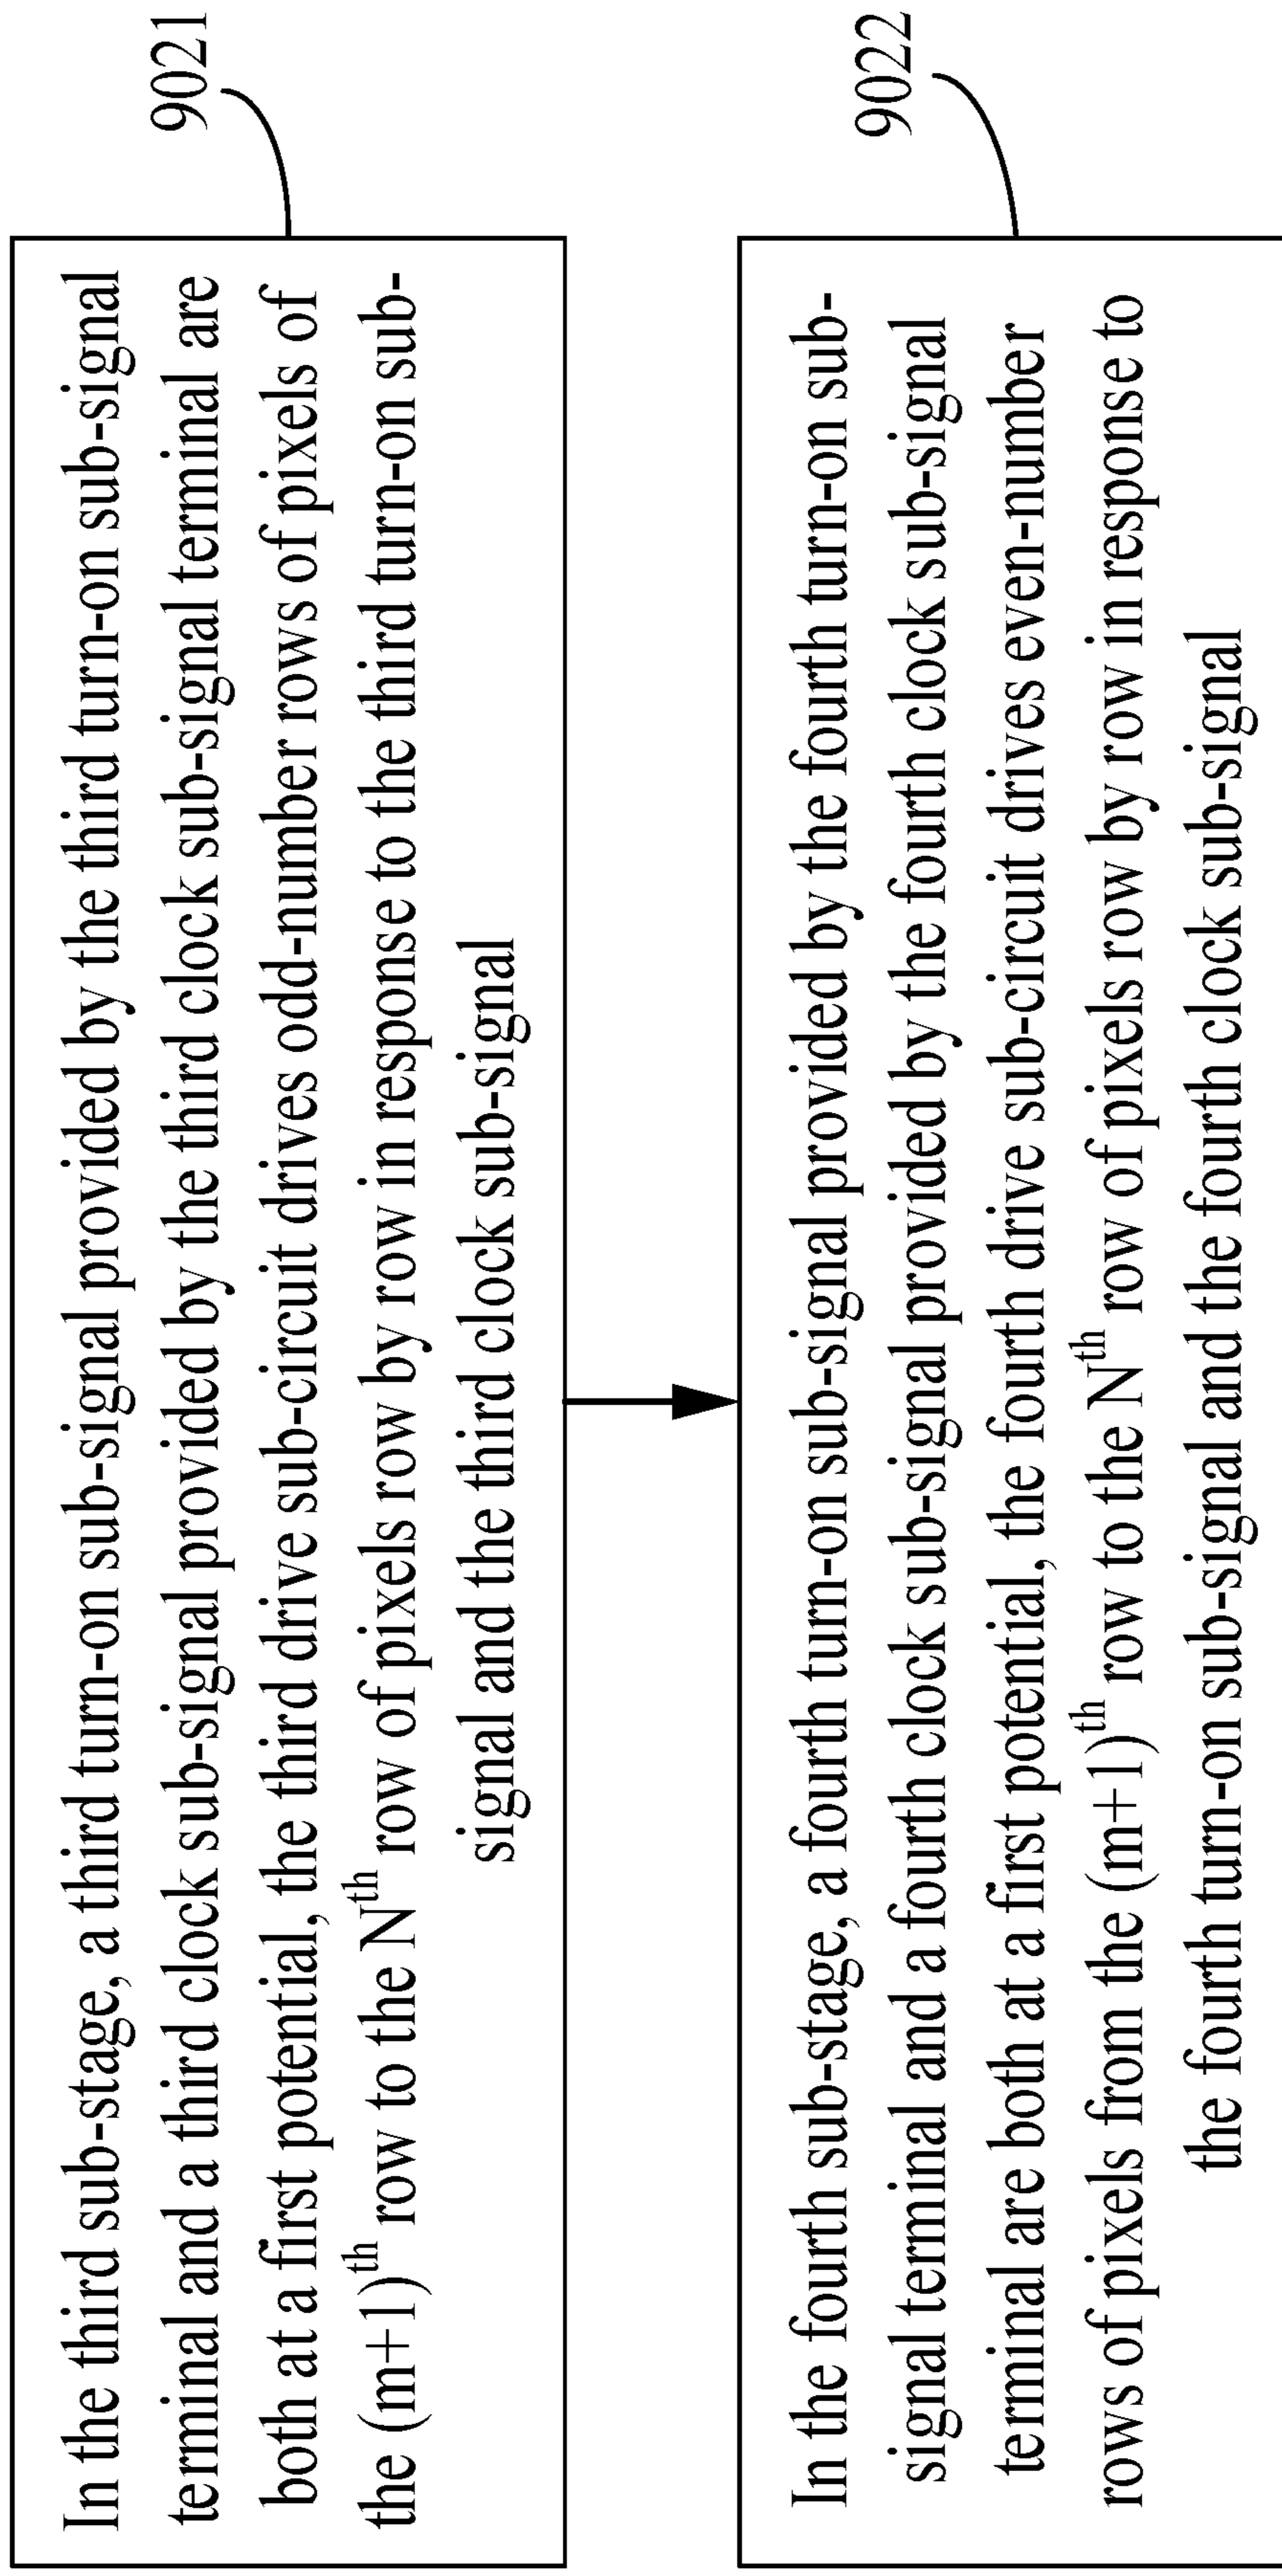 In the third sub-stage, a third turn-on sub-signal provided by the third turn-on sub-signal
terminal and a third clock sub-signal provided by the third clock sub-signal terminal are
both at a first potential, the third drive sub-circuit drives odd-number rows of pixels of
the (m+1)th row to the Nth row of pixels row by row in response to the third turn-on sub-
signal and the third clock sub-signal
9021
In the fourth sub-stage, a fourth turn-on sub-signal provided by the fourth turn-on sub-
signal terminal and a fourth clock sub-signal provided by the fourth clock sub-signal
terminal are both at a first potential, the fourth drive sub-circuit drives even-number
rows of pixels from the (m+1)th row to the Nth row of pixels row by row in response to
the fourth turn-on sub-signal and the fourth clock sub-signal
9022